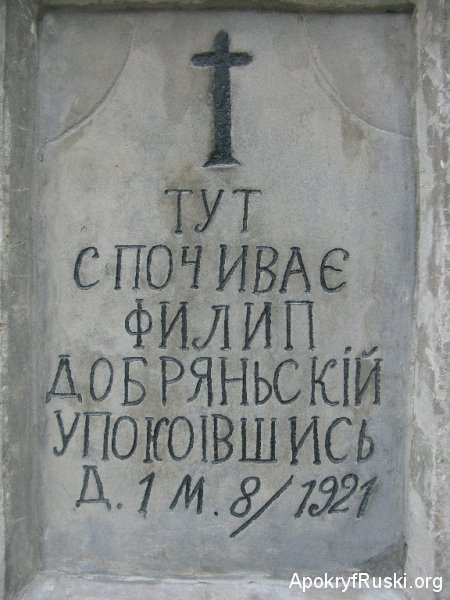 ТУТ
СПОЧИВАЄ
ФИЛИП
ДОБРЯНЬСКІЙ
УПОКОІВШИСЬ
Д. 1 М. 8/1921
ApokryfRuski.org